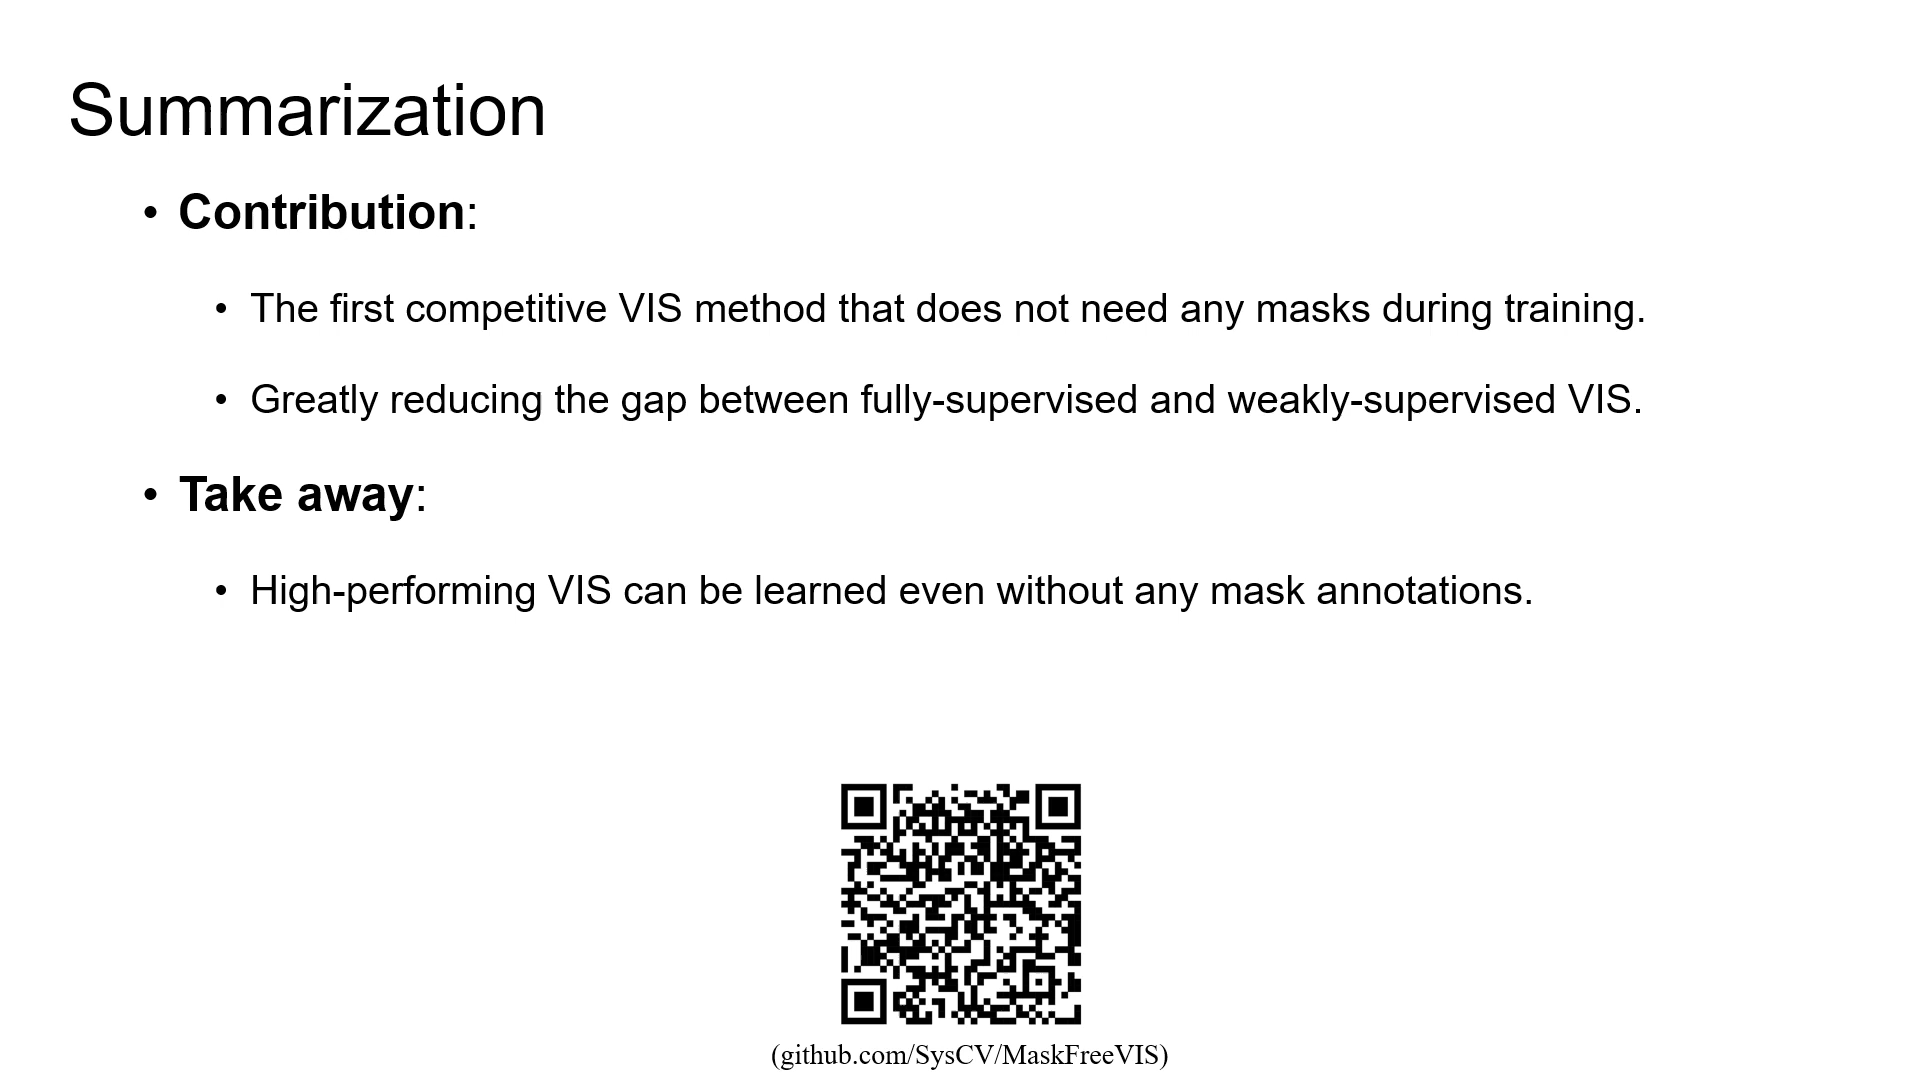 Summarization
• Contribution:
• The first competitive VIS method that does not need any masks during training.
• Greatly reducing the gap between fully-supervised and weakly-supervised VIS.
• Take away:
• High-performing VIS can be learned even without any mask annotations.
(github.com/SysCV/MaskFreeVIS)